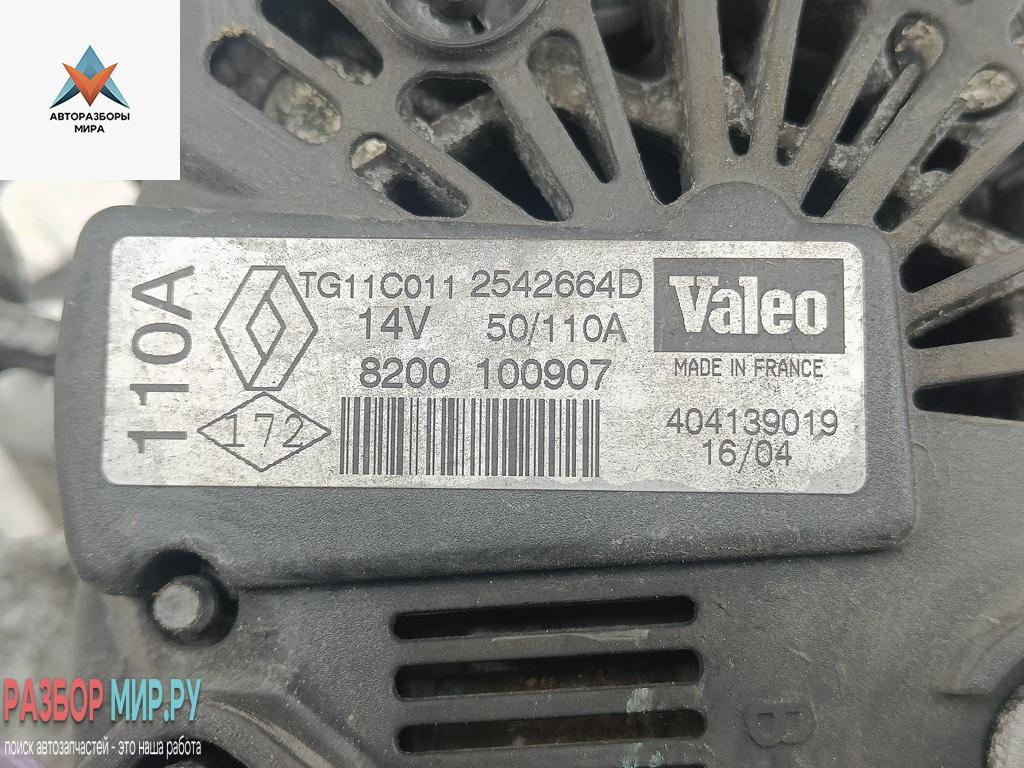 АВТОРАЗБОРЫ
МИРА
110A
TG11C011 2542664D
14V 50/110A
8200 100907
172
Valeo
MADE IN FRANCE
404139019
16/04
B
РАЗБОР МИР.РУ
поиск автозапчастей - это наша работа